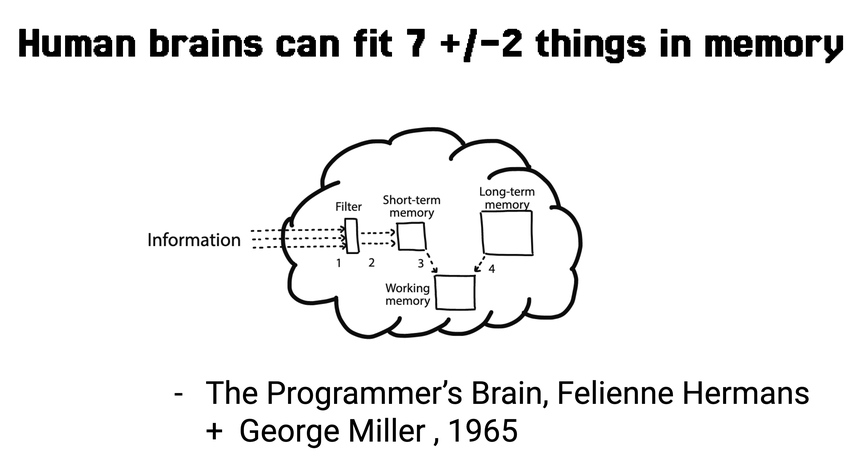 Human brains can fit 7 +/-2 things in memory
Filter
Short-term
memory
Long-term
memory
Information
1
2
3
4
Working
memory
- The Programmer's Brain, Felienne Hermans
+ George Miller , 1965